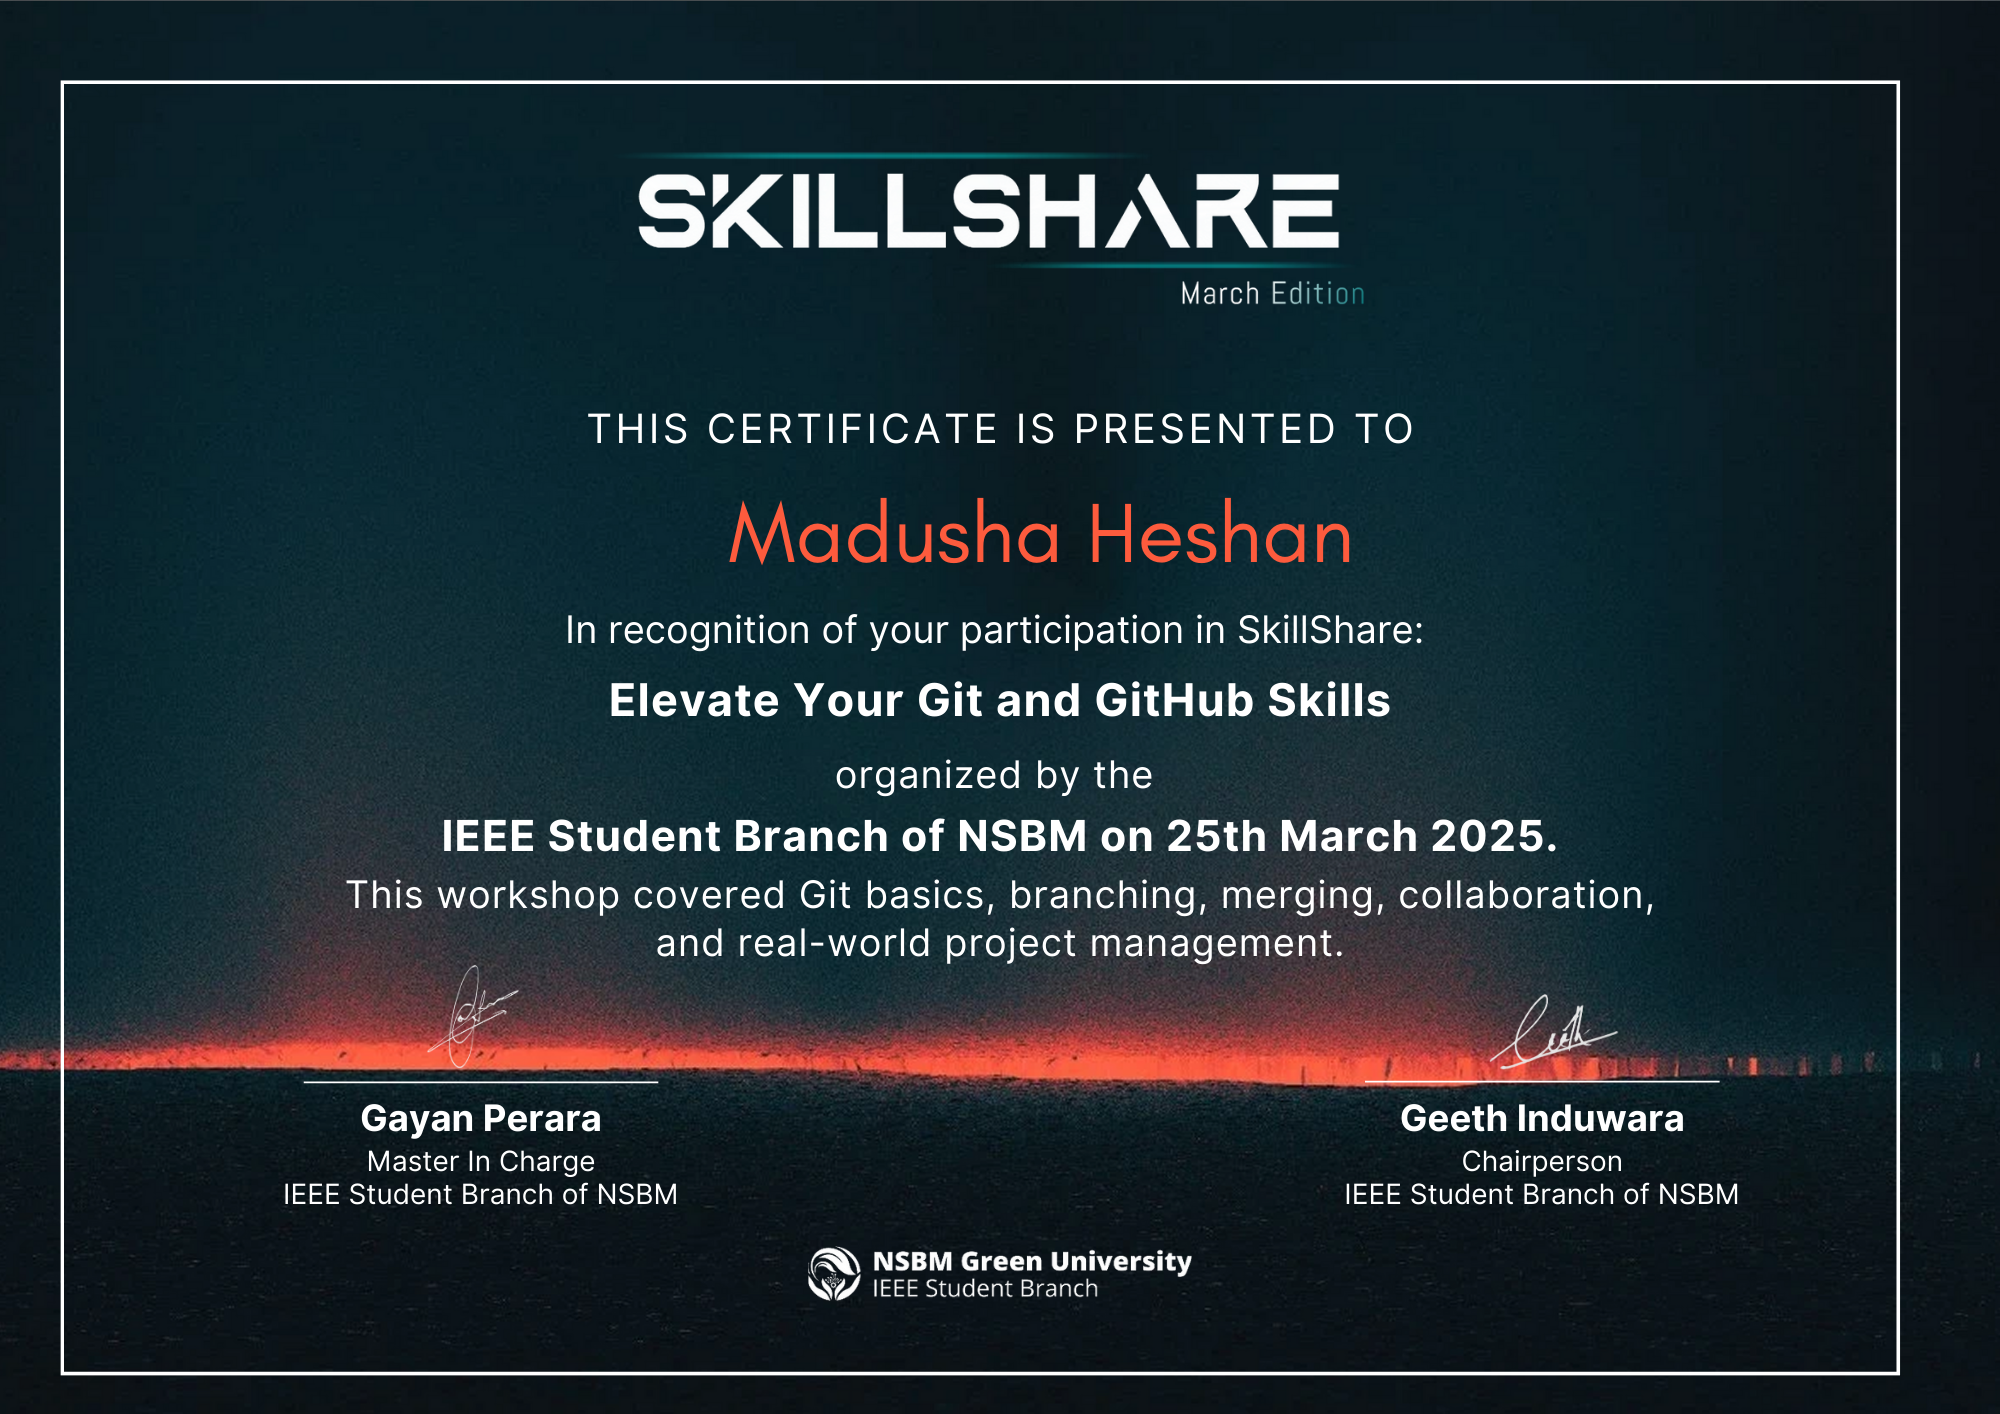 SKILLSHARE
March Edition
THIS CERTIFICATE IS PRESENTED TO
Madusha Heshan
In recognition of your participation in SkillShare:
Elevate Your Git and GitHub Skills
organized by the
IEEE Student Branch of NSBM on 25th March 2025.
This workshop covered Git basics, branching, merging, collaboration,
and real-world project management.
Geeth
Gayan Perara
Master In Charge
IEEE Student Branch of NSBM
Geeth Induwara
Chairperson
IEEE Student Branch of NSBM
NSBM Green University
IEEE Student Branch